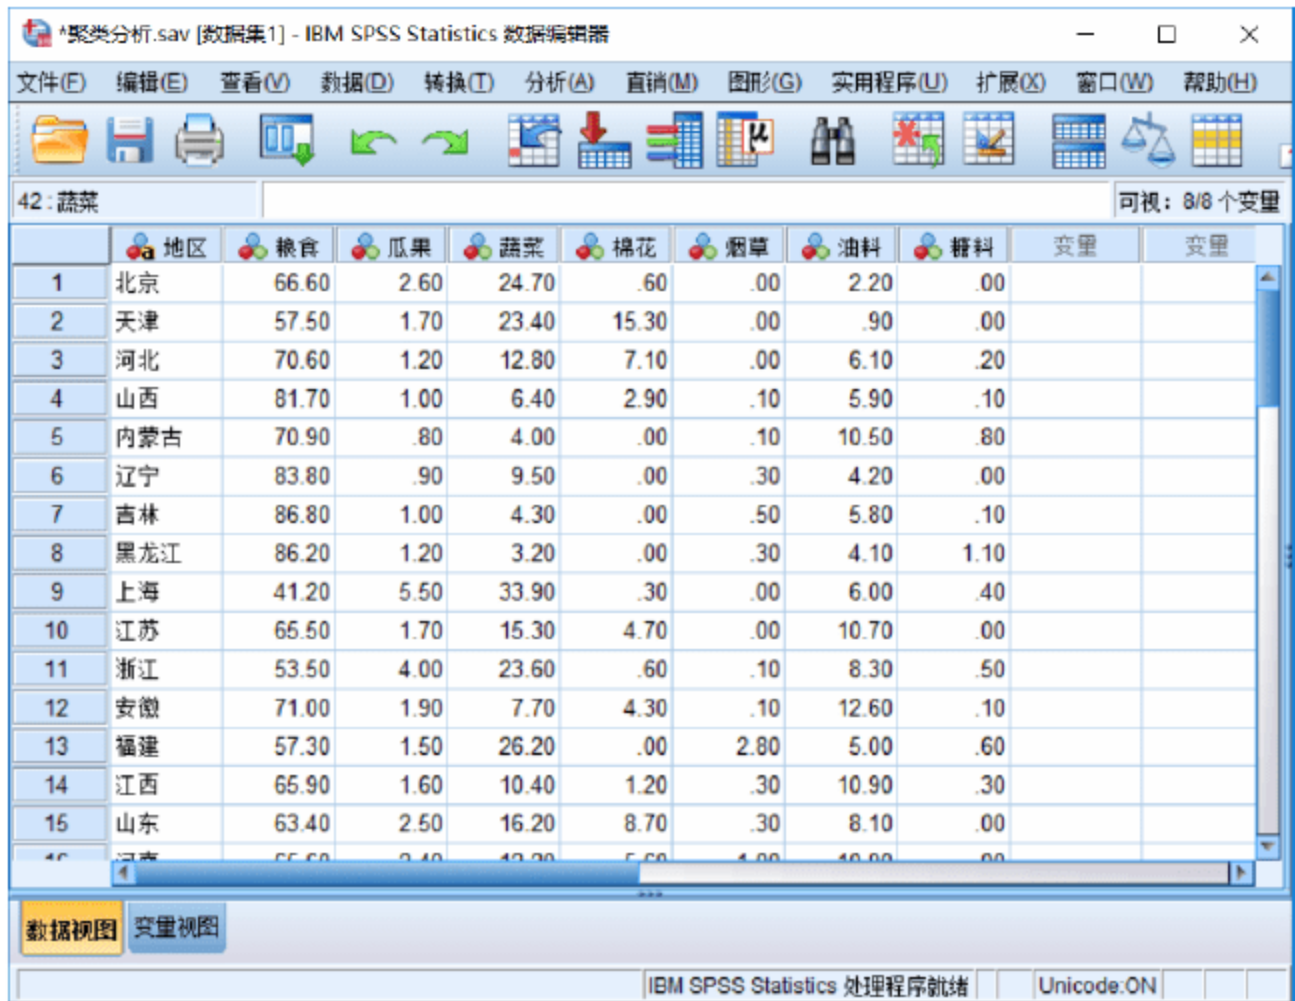 *聚类分析.sav [数据集1] - IBM SPSS Statistics 数据编辑器
文件(F) 编辑(E) 查看(V) 数据(D) 转换(T) 分析(A) 直销(M) 图形(G) 实用程序(U) 扩展(X) 窗口(W) 帮助(H)
42 : 蔬菜 可视: 8/8 个变量
地区 粮食 瓜果 蔬菜 棉花 烟草 油料 糖料 变量 变量
1 北京 66.60 2.60 24.70 .60 .00 2.20 .00
2 天津 57.50 1.70 23.40 15.30 .00 .90 .00
3 河北 70.60 1.20 12.80 7.10 .00 6.10 .20
4 山西 81.70 1.00 6.40 2.90 .10 5.90 .10
5 内蒙古 70.90 .80 4.00 .00 .10 10.50 .80
6 辽宁 83.80 .90 9.50 .00 .30 4.20 .00
7 吉林 86.80 1.00 4.30 .00 .50 5.80 .10
8 黑龙江 86.20 1.20 3.20 .00 .30 4.10 1.10
9 上海 41.20 5.50 33.90 .30 .00 6.00 .40
10 江苏 65.50 1.70 15.30 4.70 .00 10.70 .00
11 浙江 53.50 4.00 23.60 .60 .10 8.30 .50
12 安徽 71.00 1.90 7.70 4.30 .10 12.60 .10
13 福建 57.30 1.50 26.20 .00 2.80 5.00 .60
14 江西 65.90 1.60 10.40 1.20 .30 10.90 .30
15 山东 63.40 2.50 16.20 8.70 .30 8.10 .00
数据视图 变量视图
IBM SPSS Statistics 处理程序就绪 Unicode:ON